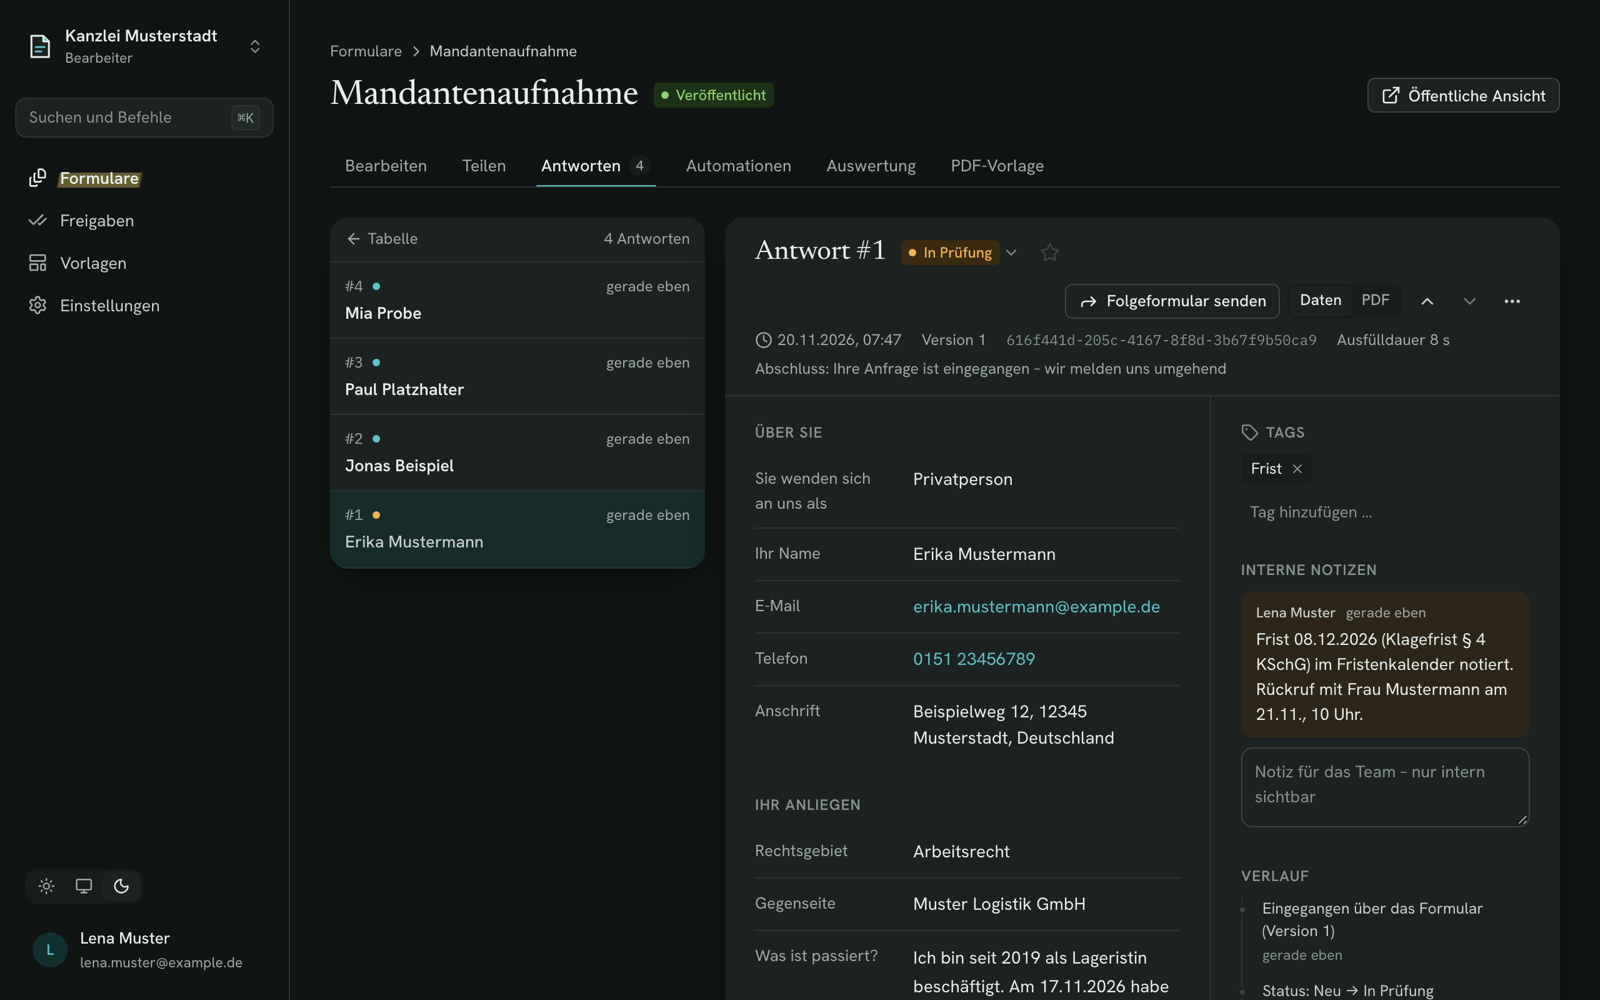 Kanzlei Musterstadt
Bearbeiter
Suchen und Befehle ⌘K
Formulare
Freigaben
Vorlagen
Einstellungen
L
Lena Muster
lena.muster@example.de
Formulare > Mandantenaufnahme
Mandantenaufnahme
Veröffentlicht
Öffentliche Ansicht
Bearbeiten Teilen Antworten 4 Automationen Auswertung PDF-Vorlage
← Tabelle 4 Antworten
#4 gerade eben
Mia Probe
#3 gerade eben
Paul Platzhalter
#2 gerade eben
Jonas Beispiel
#1 gerade eben
Erika Mustermann
Antwort #1 In Prüfung
Folgeformular senden Daten PDF
20.11.2026, 07:47 Version 1 616f441d-205c-4167-8f8d-3b67f9b50ca9 Ausfülldauer 8 s
Abschluss: Ihre Anfrage ist eingegangen – wir melden uns umgehend
ÜBER SIE
Sie wenden sich
an uns als
Privatperson
Ihr Name Erika Mustermann
E-Mail erika.mustermann@example.de
Telefon 0151 23456789
Anschrift Beispielweg 12, 12345
Musterstadt, Deutschland
IHR ANLIEGEN
Rechtsgebiet Arbeitsrecht
Gegenseite Muster Logistik GmbH
Was ist passiert? Ich bin seit 2019 als Lageristin
beschäftigt. Am 17.11.2026 habe
TAGS
Frist ×
Tag hinzufügen ...
INTERNE NOTIZEN
Lena Muster gerade eben
Frist 08.12.2026 (Klagefrist § 4
KSchG) im Fristenkalender notiert.
Rückruf mit Frau Mustermann am
21.11., 10 Uhr.
Notiz für das Team – nur intern
sichtbar
VERLAUF
Eingegangen über das Formular
(Version 1)
gerade eben
Status: Neu → In Prüfung